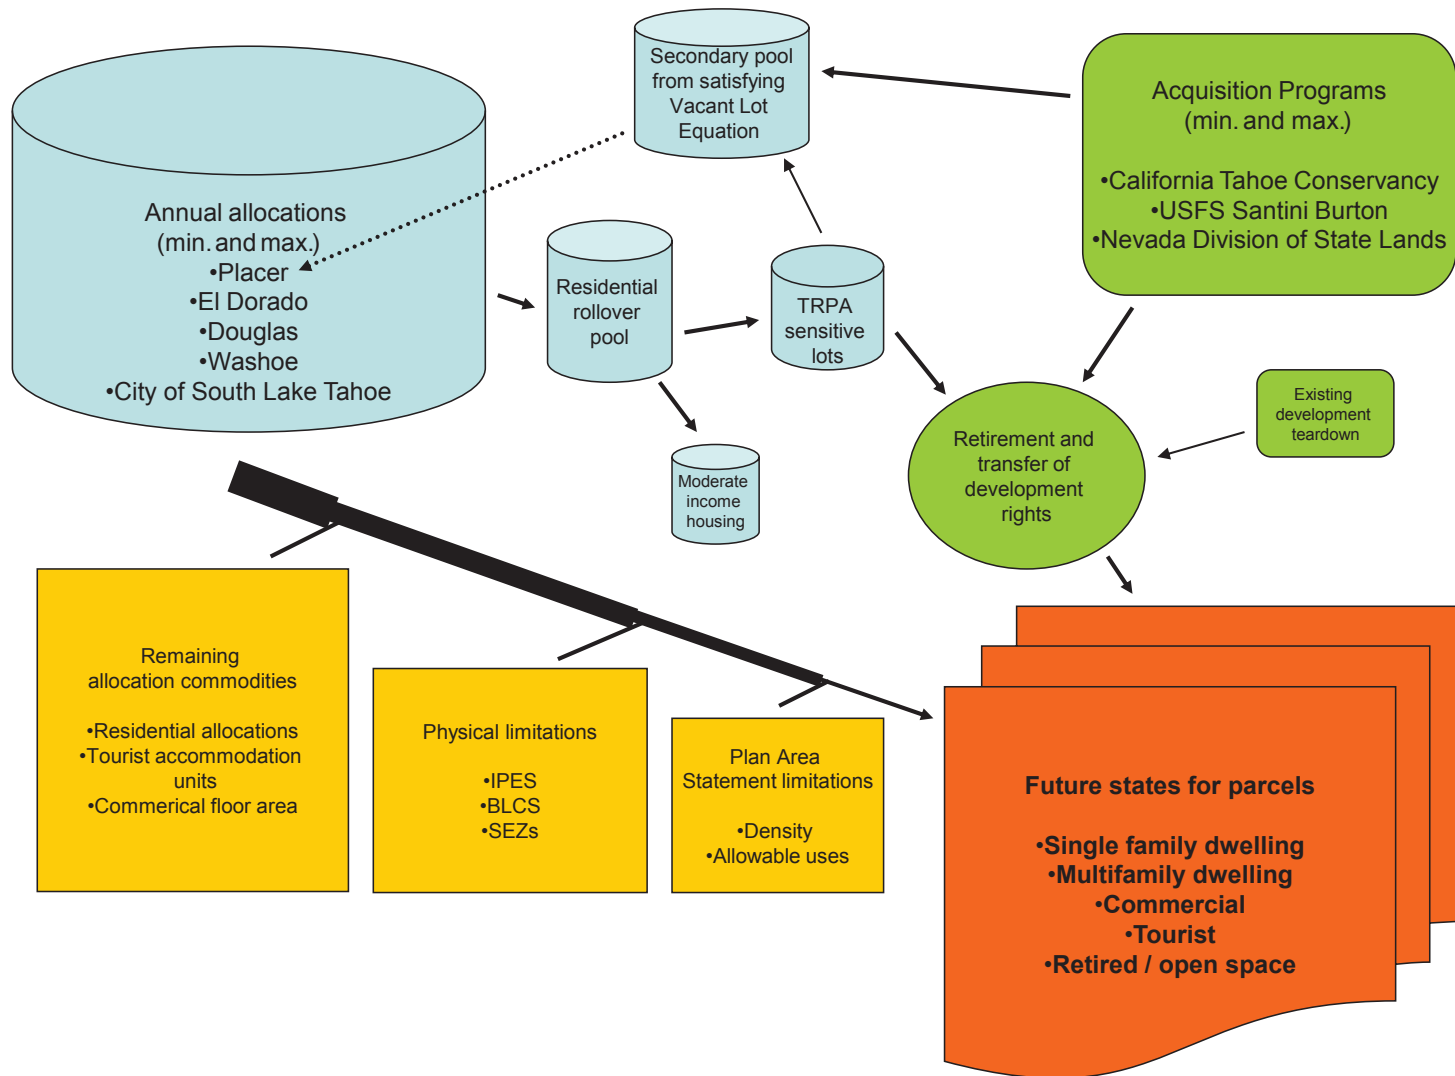 Secondary pool
from satisfying
Vacant Lot
Equation
Acquisition Programs
(min. and max.)
•California Tahoe Conservancy
•USFS Santini Burton
•Nevada Division of State Lands
Annual allocations
(min. and max.)
•Placer
•El Dorado
•Douglas
•Washoe
•City of South Lake Tahoe
Residential
rollover
pool
TRPA
sensitive
lots
Existing
development
teardown
Retirement and
transfer of
development
rights
Moderate
income
housing
Remaining
allocation commodities
•Residential allocations
•Tourist accommodation
units
•Commerical floor area
Physical limitations
•IPES
•BLCS
•SEZs
Plan Area
Statement limitations
•Density
•Allowable uses
Future states for parcels
•Single family dwelling
•Multifamily dwelling
•Commercial
•Tourist
•Retired / open space